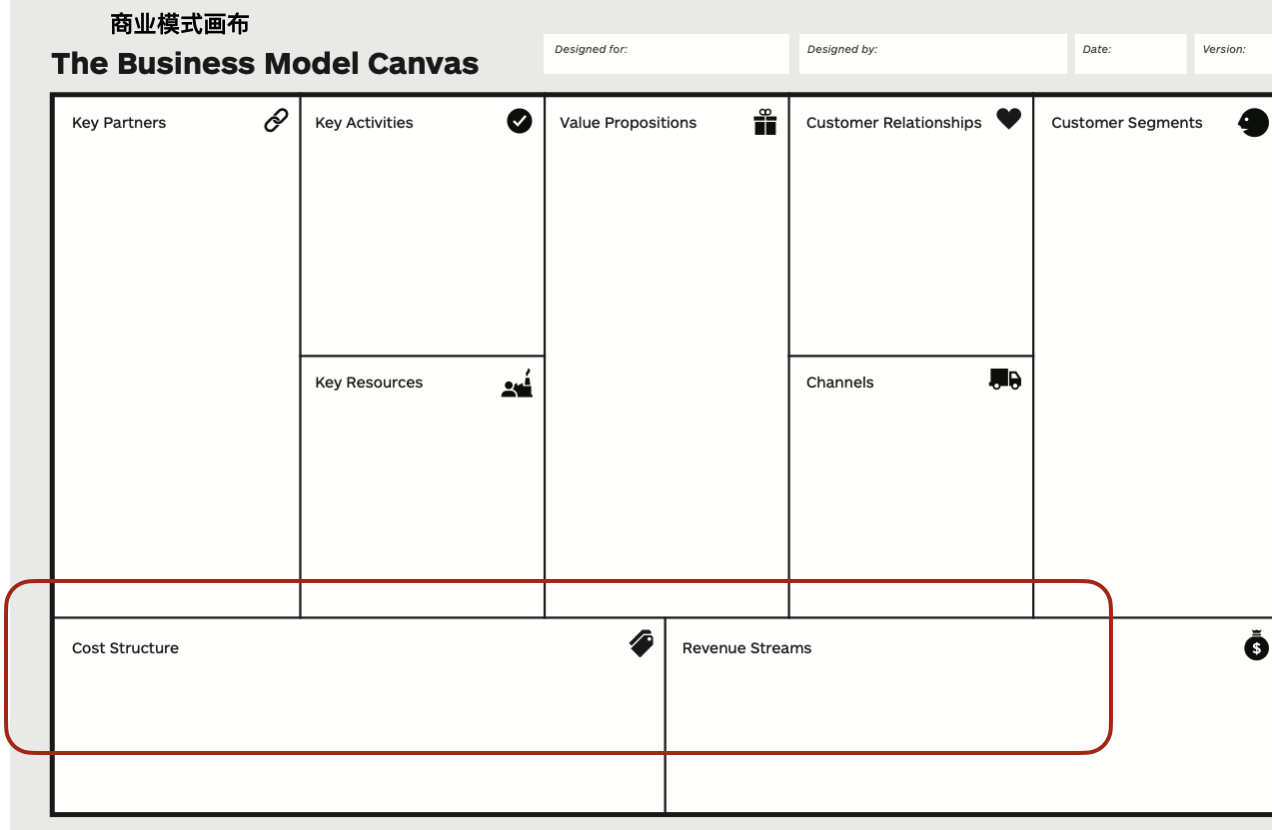 商业模式画布
The Business Model Canvas
Designed for:
Designed by:
Date:
Version:
Key Partners
Key Activities
Value Propositions
Customer Relationships
Customer Segments
Key Resources
Channels
Cost Structure
Revenue Streams
$